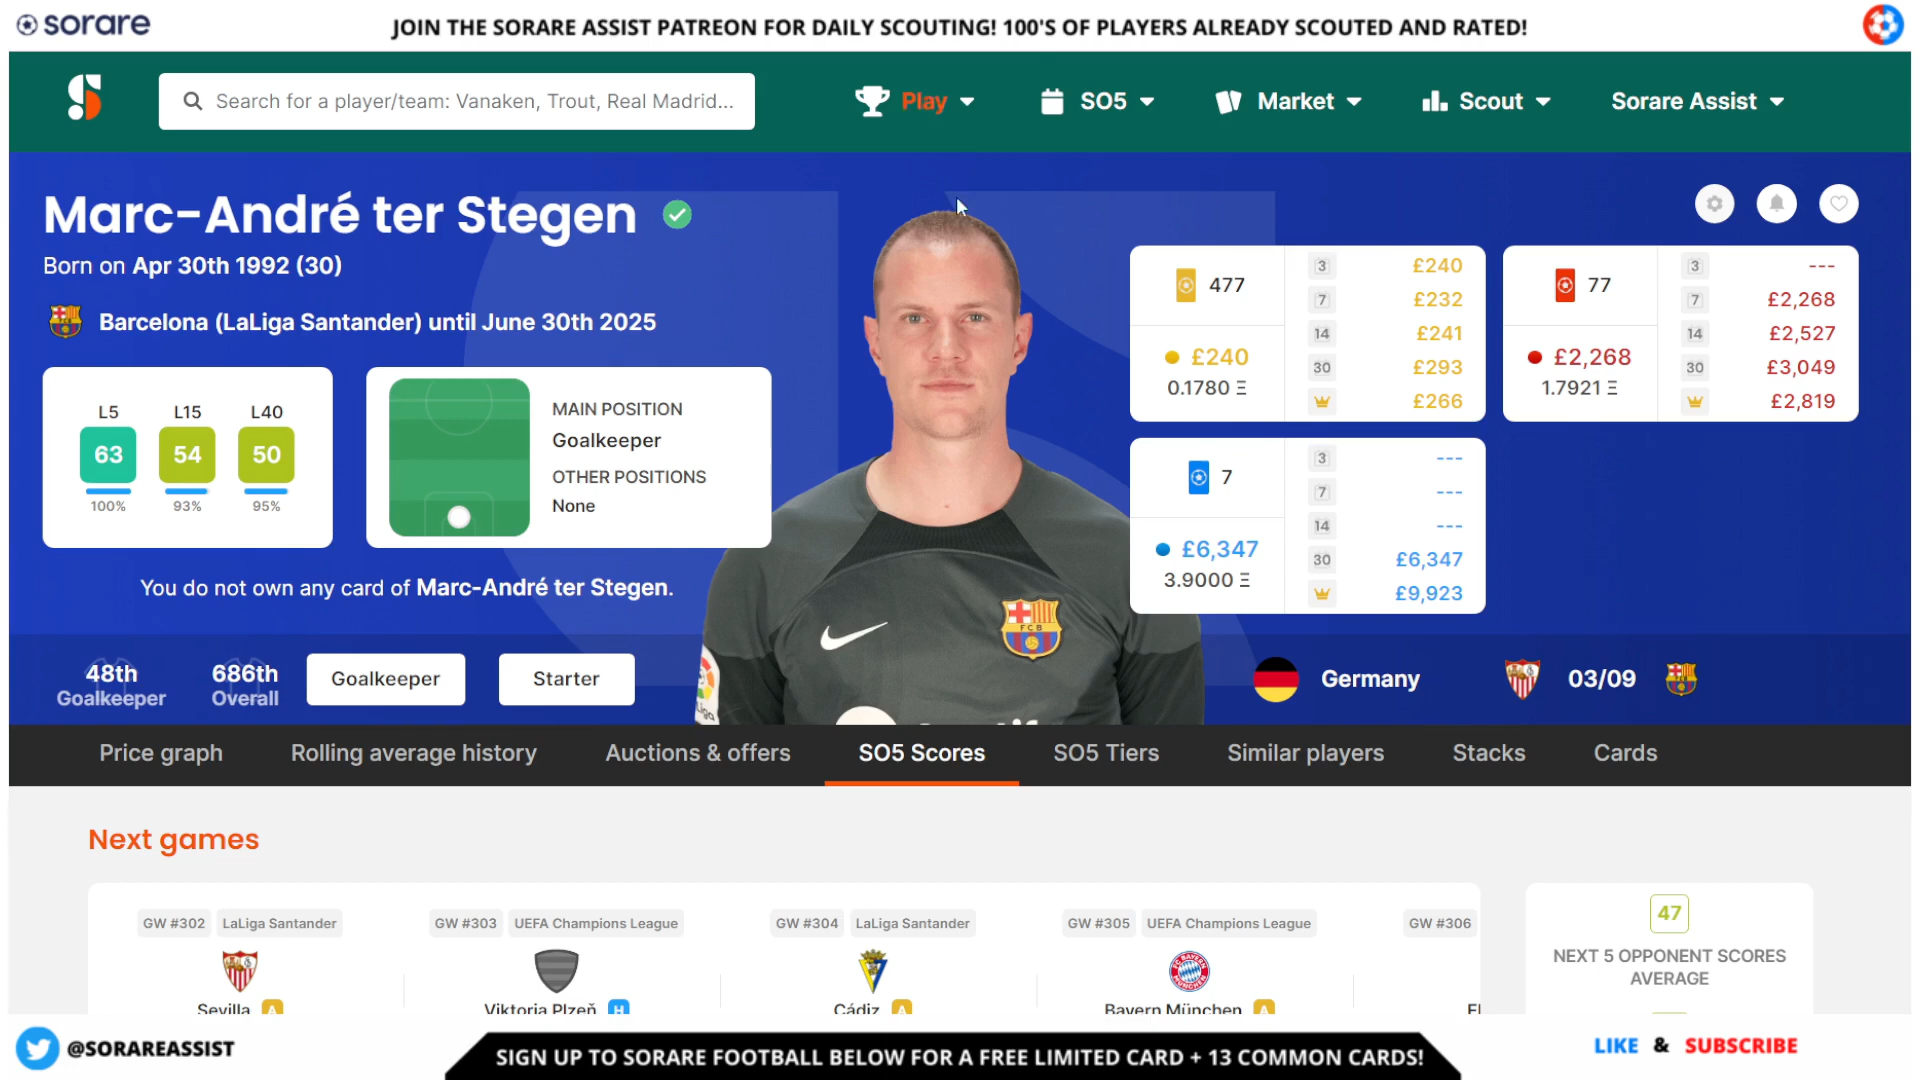 sorare
JOIN THE SORARE ASSIST PATREON FOR DAILY SCOUTING! 100'S OF PLAYERS ALREADY SCOUTED AND RATED!
Search for a player/team: Vanaken, Trout, Real Madrid...
Play
SO5
Market
Scout
Sorare Assist
Marc-André ter Stegen
Born on Apr 30th 1992 (30)
Barcelona (LaLiga Santander) until June 30th 2025
L5 L15 L40
63 54 50
100% 93% 95%
MAIN POSITION
Goalkeeper
OTHER POSITIONS
None
You do not own any card of Marc-André ter Stegen.
477
£240
0.1780 Ξ
3 £240
7 £232
14 £241
30 £293
£266
77
£2,268
1.7921 Ξ
3 ---
7 £2,268
14 £2,527
30 £3,049
£2,819
7
£6,347
3.9000 Ξ
3 ---
7 ---
14 ---
30 £6,347
£9,923
FCB
48th
Goalkeeper
686th
Overall
Goalkeeper
Starter
Germany
03/09
Price graph
Rolling average history
Auctions & offers
SO5 Scores
SO5 Tiers
Similar players
Stacks
Cards
Next games
GW #302 LaLiga Santander
Sevilla A
GW #303 UEFA Champions League
Viktoria Plzeň H
GW #304 LaLiga Santander
Cádiz A
GW #305 UEFA Champions League
Bayern München A
GW #306
47
NEXT 5 OPPONENT SCORES
AVERAGE
@SORAREASSIST
SIGN UP TO SORARE FOOTBALL BELOW FOR A FREE LIMITED CARD + 13 COMMON CARDS!
LIKE & SUBSCRIBE